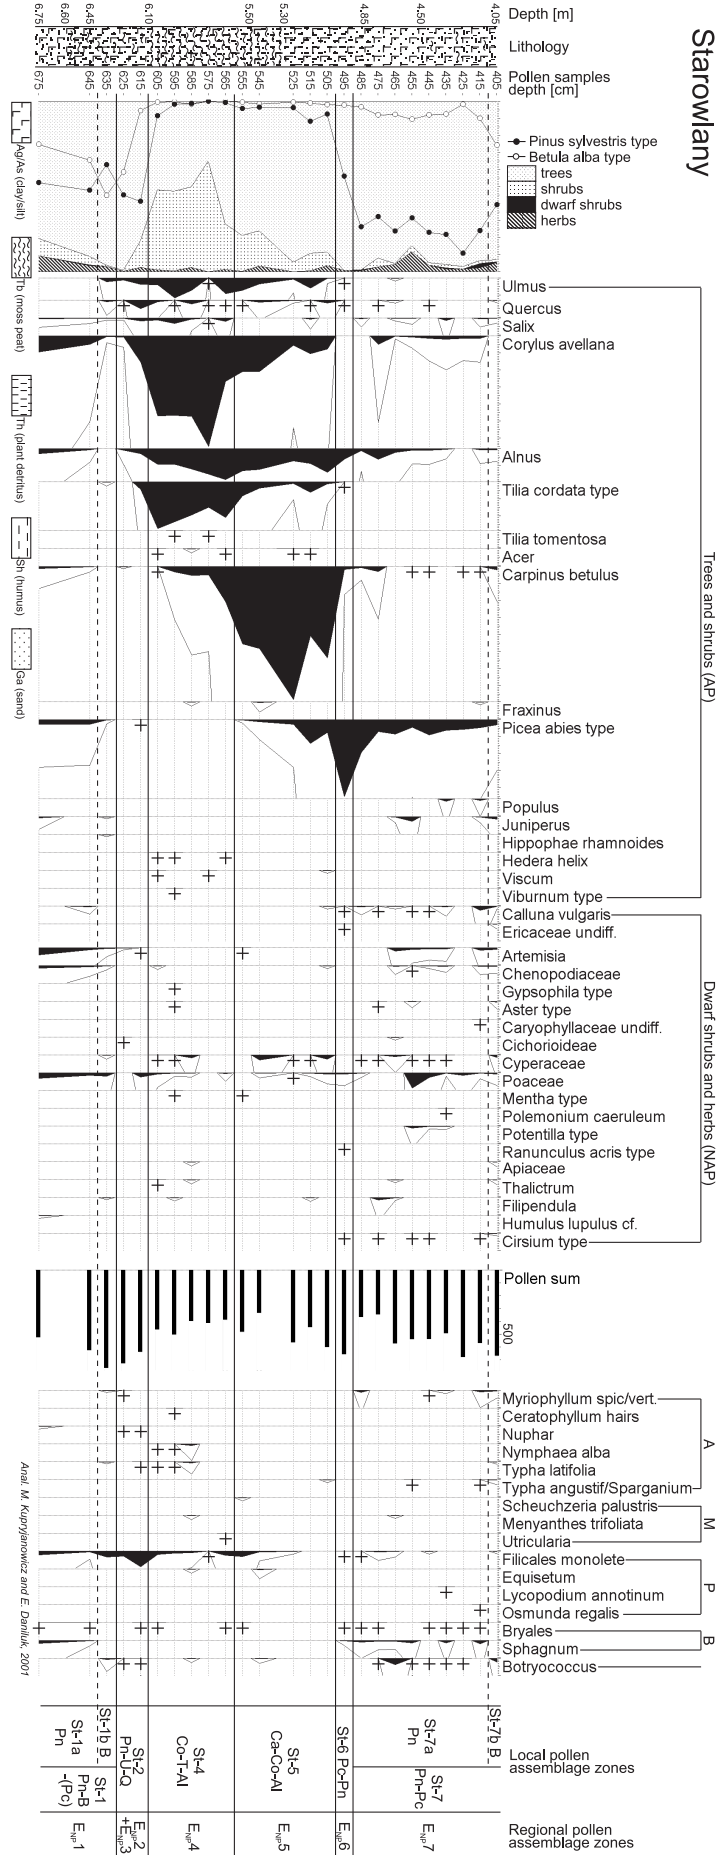 Starowlany
Depth [m]
4.05
4.50
4.85
5.30
5.50
6.10
6.45
6.60
6.75
Lithology
Pollen samples
depth [cm]
405
415
425
435
445
455
465
475
485
495
505
515
525
545
555
565
575
585
595
605
615
625
635
645
675
Pinus sylvestris type
Betula alba type
trees
shrubs
dwarf shrubs
herbs
Ag/As (clay/silt)
Tb (moss peat)
Th (plant detritus)
Sh (humus)
Ga (sand)
Trees and shrubs (AP)
Ulmus
Quercus
Salix
Corylus avellana
Alnus
Tilia cordata type
Tilia tomentosa
Acer
Carpinus betulus
Fraxinus
Picea abies type
Populus
Juniperus
Hippophae rhamnoides
Hedera helix
Viscum
Viburnum type
Dwarf shrubs and herbs (NAP)
Calluna vulgaris
Ericaceae undiff.
Artemisia
Chenopodiaceae
Gypsophila type
Aster type
Caryophyllaceae undiff.
Cichorioideae
Cyperaceae
Poaceae
Mentha type
Polemonium caeruleum
Potentilla type
Ranunculus acris type
Apiaceae
Thalictrum
Filipendula
Humulus lupulus cf.
Cirsium type
Pollen sum
500
A
Myriophyllum spic/vert.
Ceratophyllum hairs
Nuphar
Nymphaea alba
Typha latifolia
Typha angustif/Sparganium
M
Scheuchzeria palustris
Menyanthes trifoliata
Utricularia
P
Filicales monolete
Equisetum
Lycopodium annotinum
Osmunda regalis
B
Bryales
Sphagnum
Botryococcus
Anal. M. Kupryjanowicz and E. Daniluk, 2001
Local pollen
assemblage zones
St-7b B
St-7a
Pn
St-7
Pn-Pc
St-6 Pc-Pn
St-5
Ca-Co-Al
St-4
Co-T-Al
St-2
Pn-U-Q
St-1b B
St-1a
Pn
St-1
Pn-B
-(Pc)
Regional pollen
assemblage zones
E NP7
E NP6
E NP5
E NP4
E NP2
+E NP3
E NP1